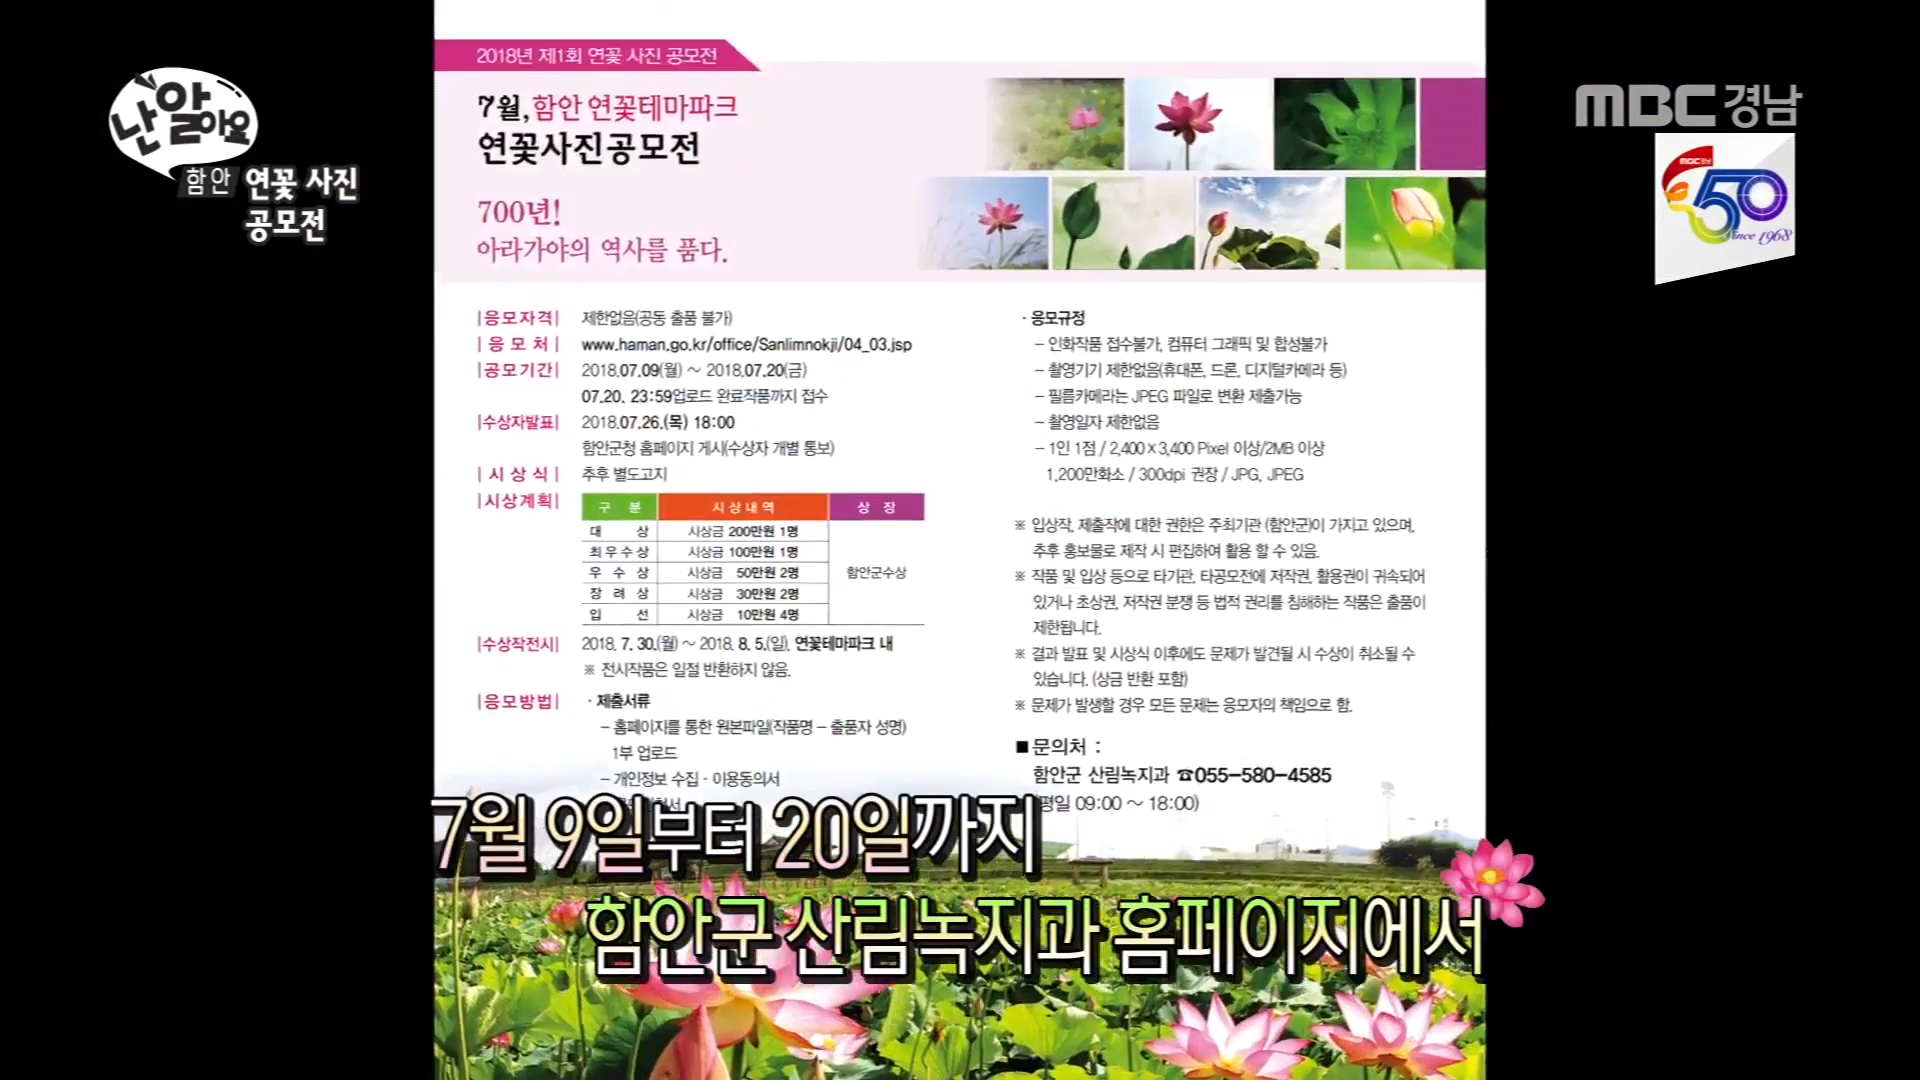 난 알아요
함안 연꽃 사진
공모전
MBC경남
MBC경남
50
Since 1968
2018년 제1회 연꽃 사진 공모전
7월, 함안 연꽃테마파크
연꽃사진공모전
700년!
아라가야의 역사를 품다.
|응모자격| 제한없음(공동 출품 불가)
|응 모 처| www.haman.go.kr/office/Sanlimnokji/04_03.jsp
|공모기간| 2018.07.09(월) ~ 2018.07.20(금)
07.20. 23:59업로드 완료작품까지 접수
|수상자발표| 2018.07.26.(목) 18:00
함안군청 홈페이지 게시(수상자 개별 통보)
|시 상 식| 추후 별도고지
|시상계획| 구 분 시상내역 상 장
대 상 시상금 200만원 1명
최우수상 시상금 100만원 1명
우 수 상 시상금 50만원 2명 함안군수상
장 려 상 시상금 30만원 2명
입 선 시상금 10만원 4명
|수상작전시| 2018. 7. 30.(월) ~ 2018. 8. 5.(일), 연꽃테마파크 내
※ 전시작품은 일절 반환하지 않음.
|응모방법| · 제출서류
- 홈페이지를 통한 원본파일(작품명 - 출품자 성명)
1부 업로드
- 개인정보 수집 · 이용동의서
· 응모규정
- 인화작품 접수불가, 컴퓨터 그래픽 및 합성불가
- 촬영기기 제한없음(휴대폰, 드론, 디지털카메라 등)
- 필름카메라는 JPEG 파일로 변환 제출가능
- 촬영일자 제한없음
- 1인 1점 / 2,400×3,400 Pixel 이상/2MB 이상
1,200만화소 / 300dpi 권장 / JPG, JPEG
※ 입상작, 제출작에 대한 권한은 주최기관 (함안군)이 가지고 있으며,
추후 홍보물로 제작 시 편집하여 활용 할 수 있음.
※ 작품 및 입상 등으로 타기관, 타공모전에 저작권, 활용권이 귀속되어
있거나 초상권, 저작권 분쟁 등 법적 권리를 침해하는 작품은 출품이
제한됩니다.
※ 결과 발표 및 시상식 이후에도 문제가 발견될 시 수상이 취소될 수
있습니다. (상금 반환 포함)
※ 문제가 발생할 경우 모든 문제는 응모자의 책임으로 함.
■문의처 :
함안군 산림녹지과 ☎055-580-4585
(평일 09:00 ~ 18:00)
7월 9일부터 20일까지
함안군 산림녹지과 홈페이지에서